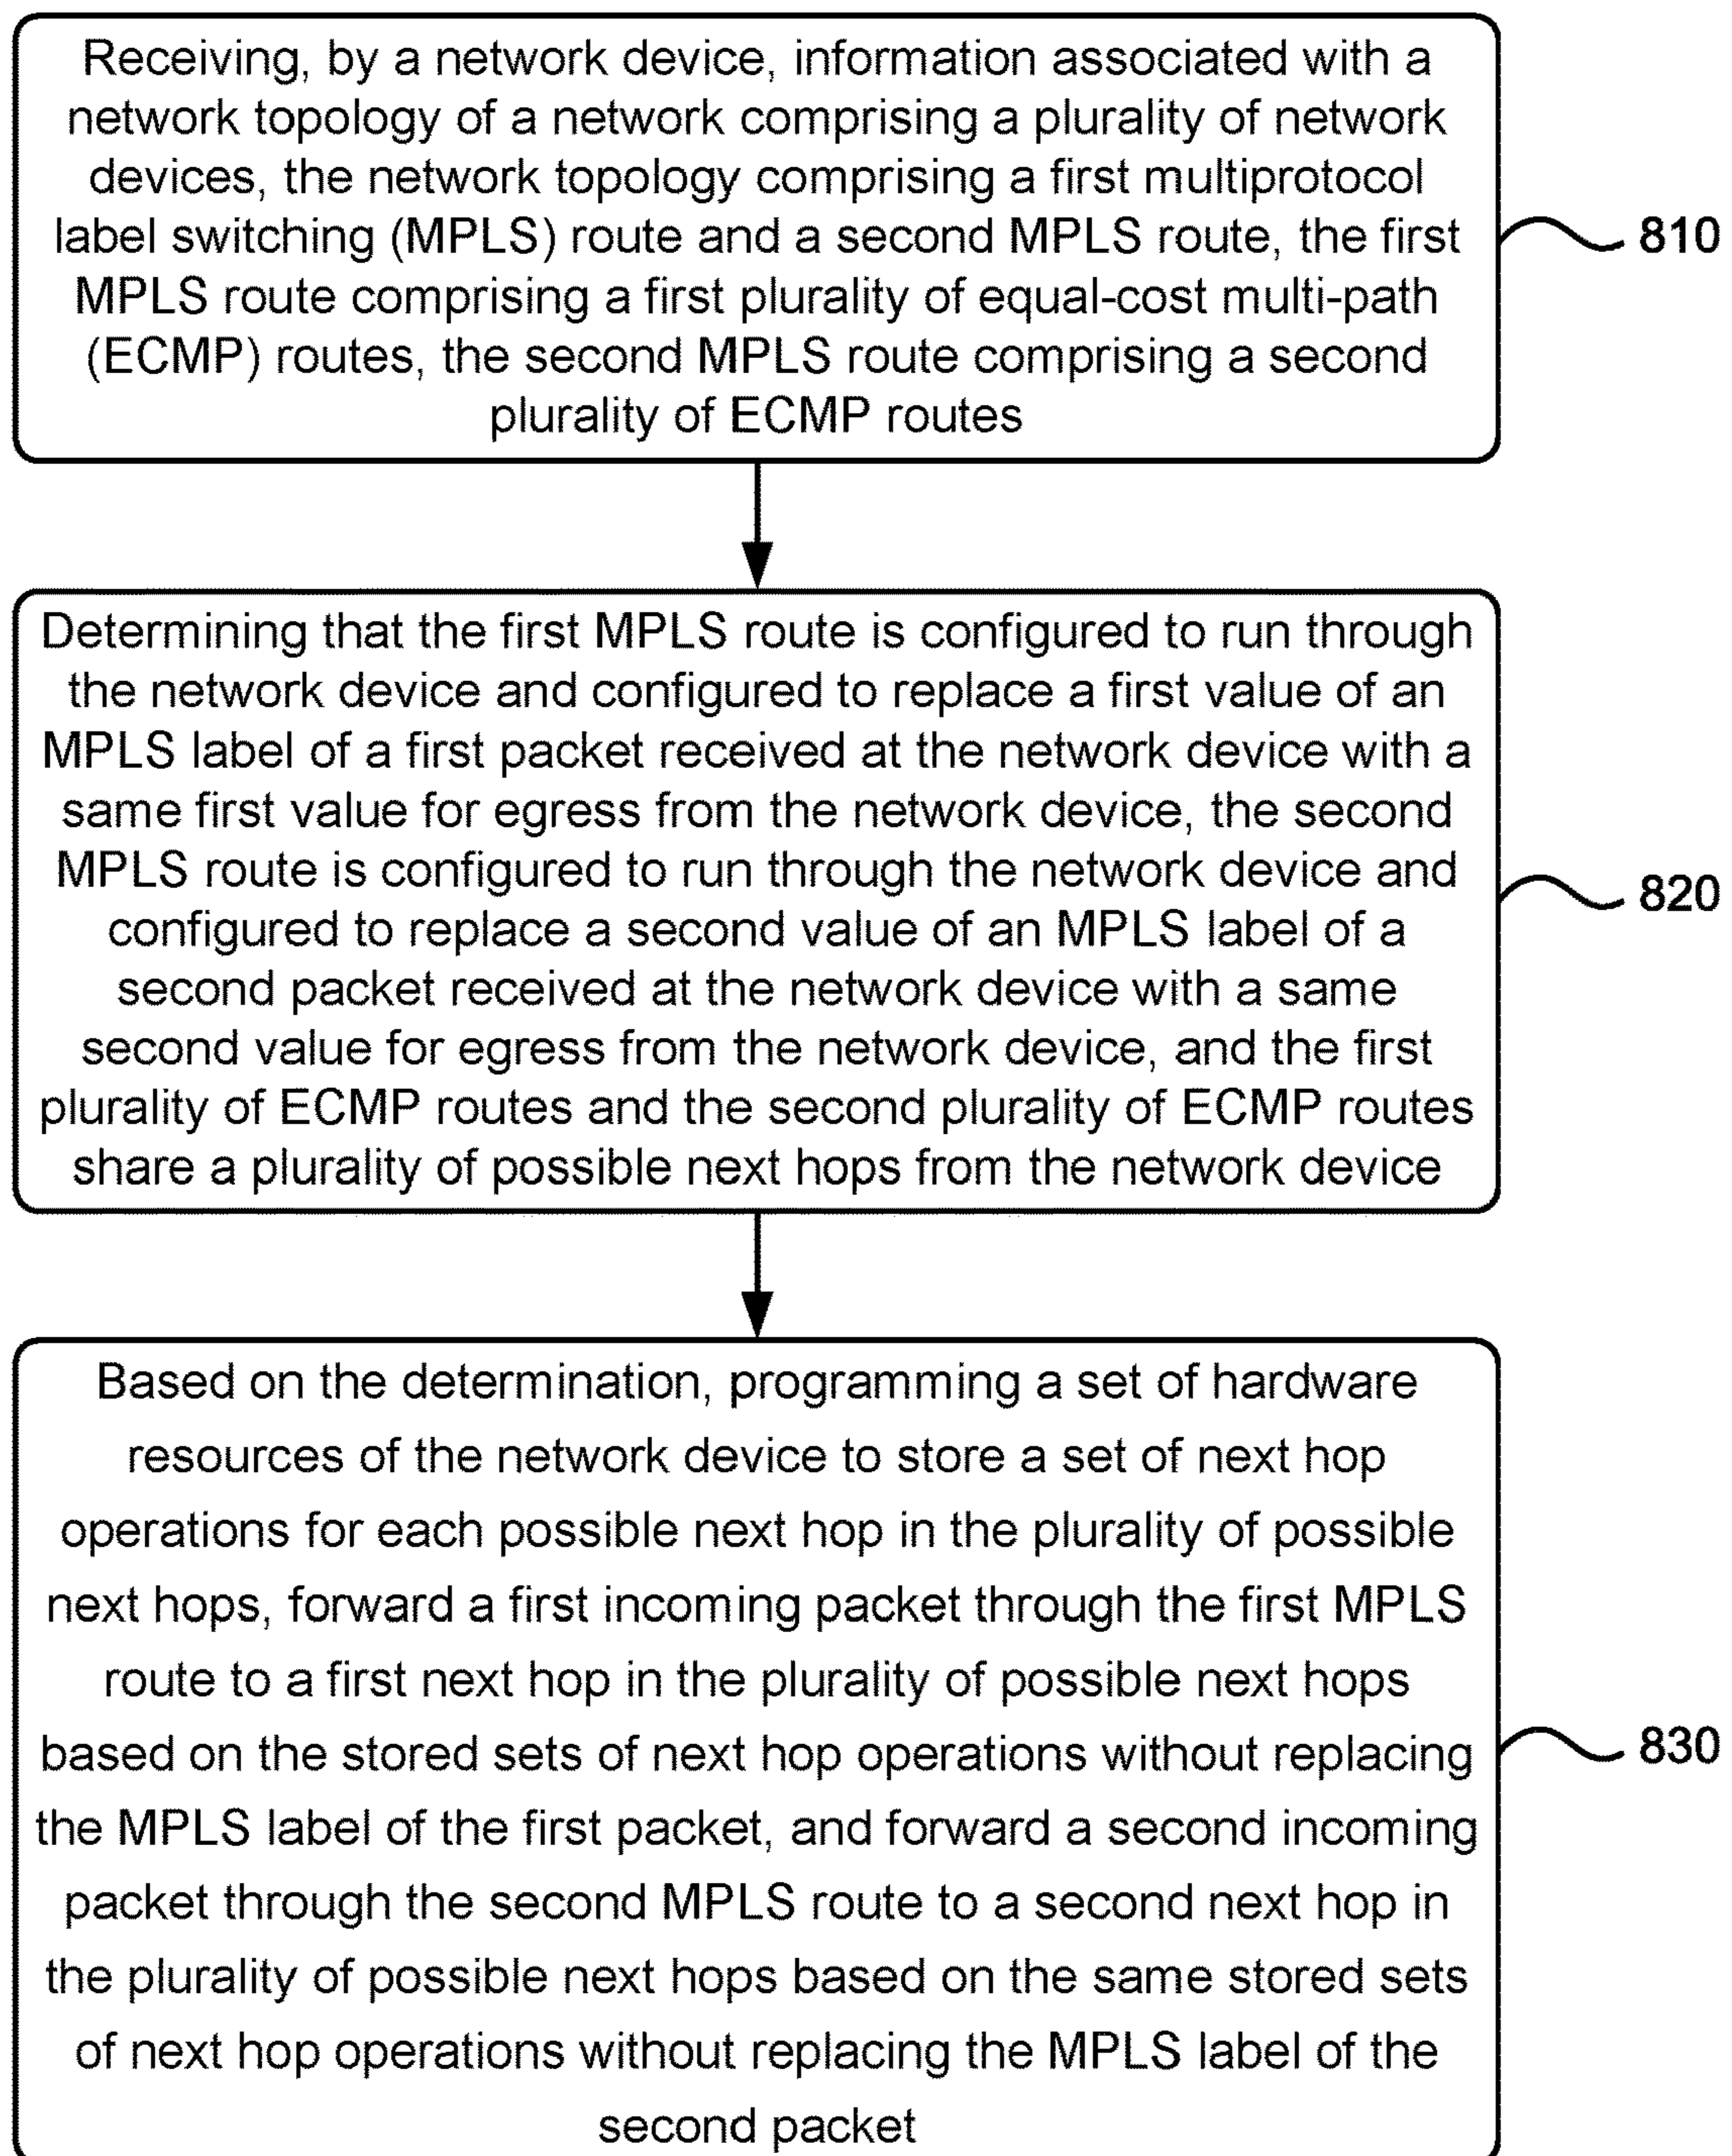 Receiving, by a network device, information associated with a
network topology of a network comprising a plurality of network
devices, the network topology comprising a first multiprotocol
label switching (MPLS) route and a second MPLS route, the first
MPLS route comprising a first plurality of equal-cost multi-path
(ECMP) routes, the second MPLS route comprising a second
plurality of ECMP routes
810
Determining that the first MPLS route is configured to run through
the network device and configured to replace a first value of an
MPLS label of a first packet received at the network device with a
same first value for egress from the network device, the second
MPLS route is configured to run through the network device and
configured to replace a second value of an MPLS label of a
second packet received at the network device with a same
second value for egress from the network device, and the first
plurality of ECMP routes and the second plurality of ECMP routes
share a plurality of possible next hops from the network device
820
Based on the determination, programming a set of hardware
resources of the network device to store a set of next hop
operations for each possible next hop in the plurality of possible
next hops, forward a first incoming packet through the first MPLS
route to a first next hop in the plurality of possible next hops
based on the stored sets of next hop operations without replacing
the MPLS label of the first packet, and forward a second incoming
packet through the second MPLS route to a second next hop in
the plurality of possible next hops based on the same stored sets
of next hop operations without replacing the MPLS label of the
second packet
830